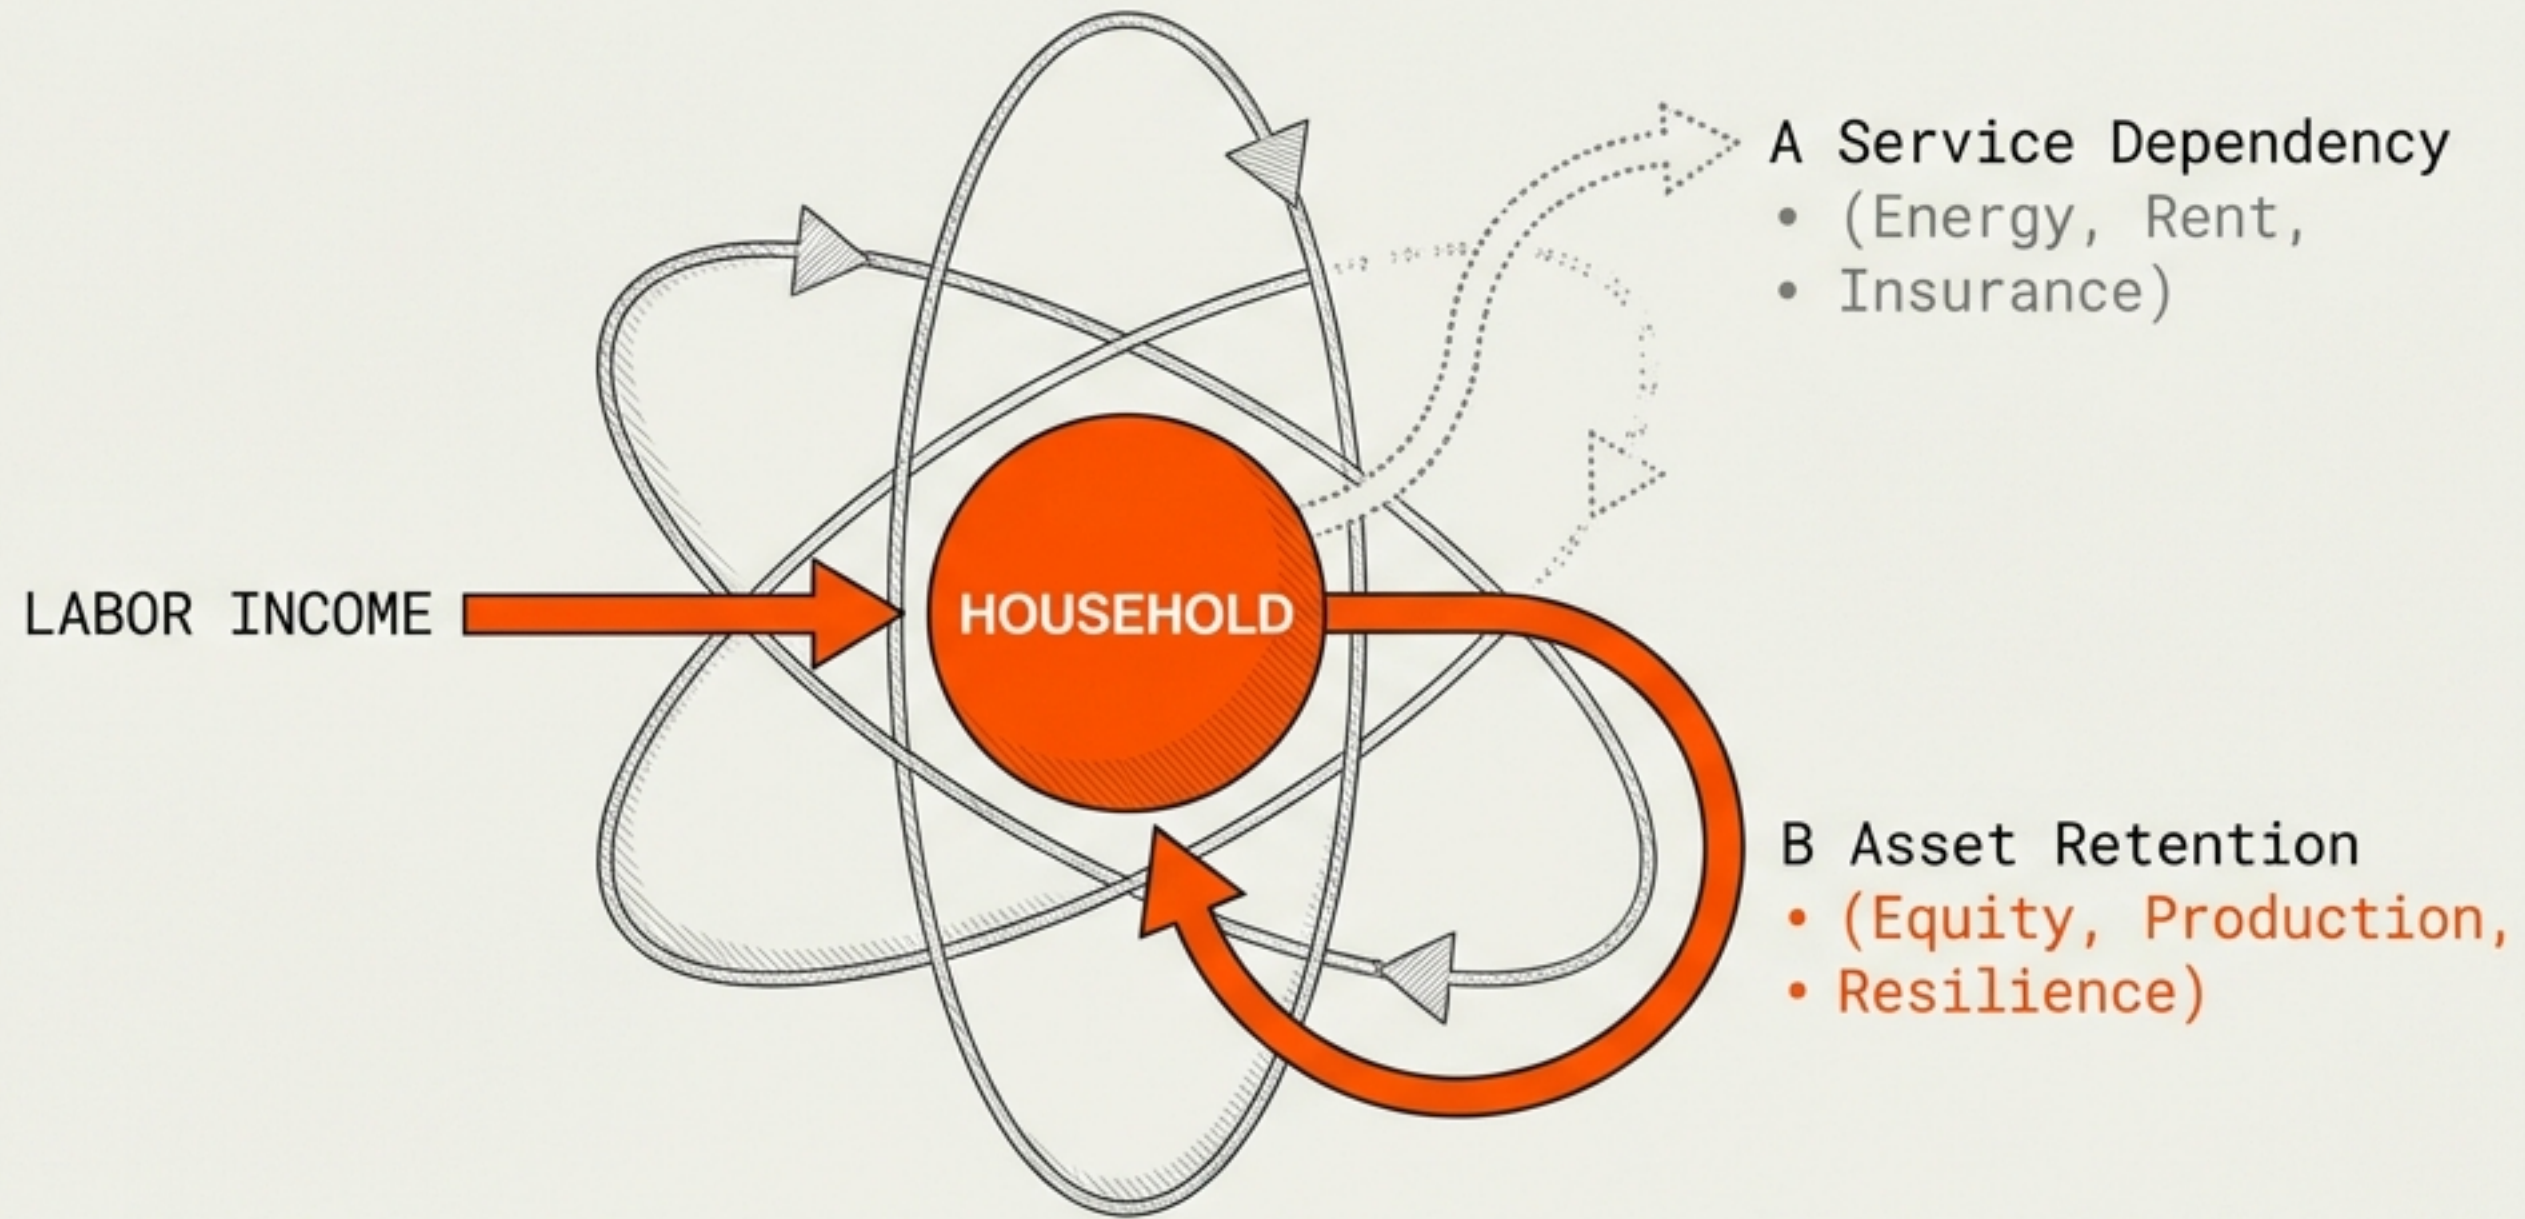 LABOR INCOME
HOUSEHOLD
A Service Dependency
• (Energy, Rent,
• Insurance)
B Asset Retention
• (Equity, Production,
• Resilience)